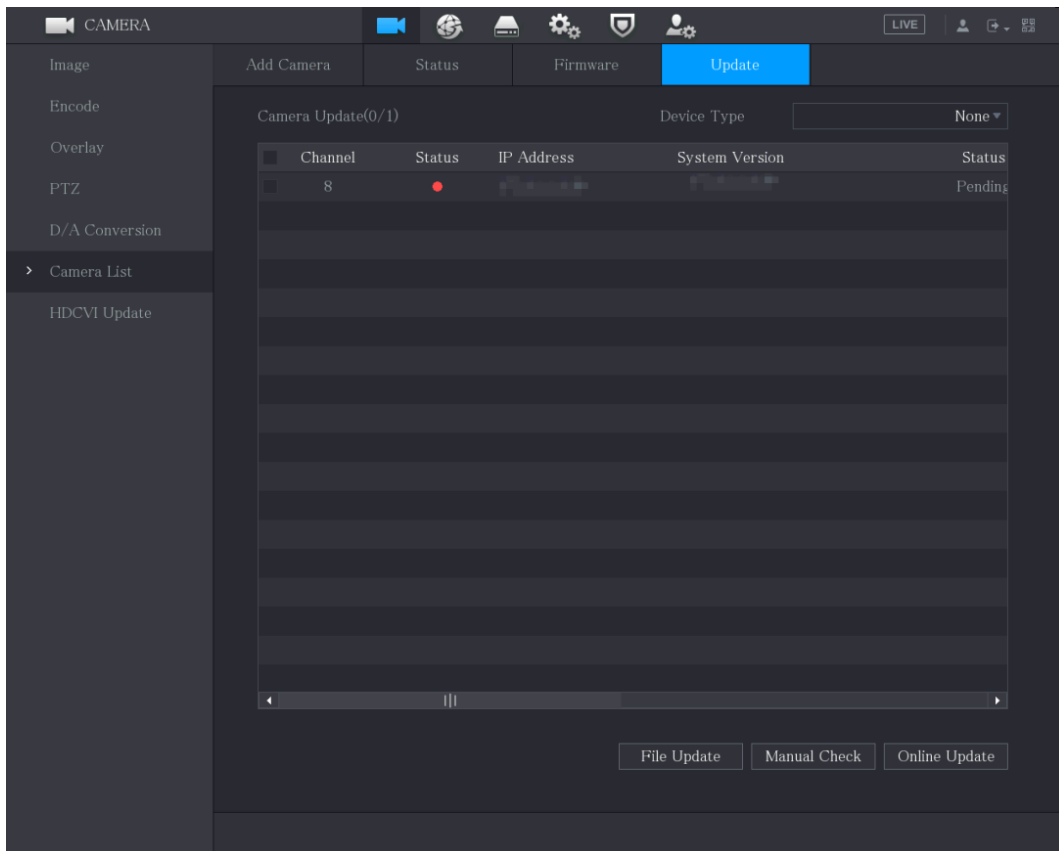 CAMERA LIVE
Image Add Camera Status Firmware Update
Encode
Camera Update(0/1) Device Type None
Overlay
Channel Status IP Address System Version Status
PTZ
8 Pending
D/A Conversion
Camera List
HDCVI Update
File Update Manual Check Online Update